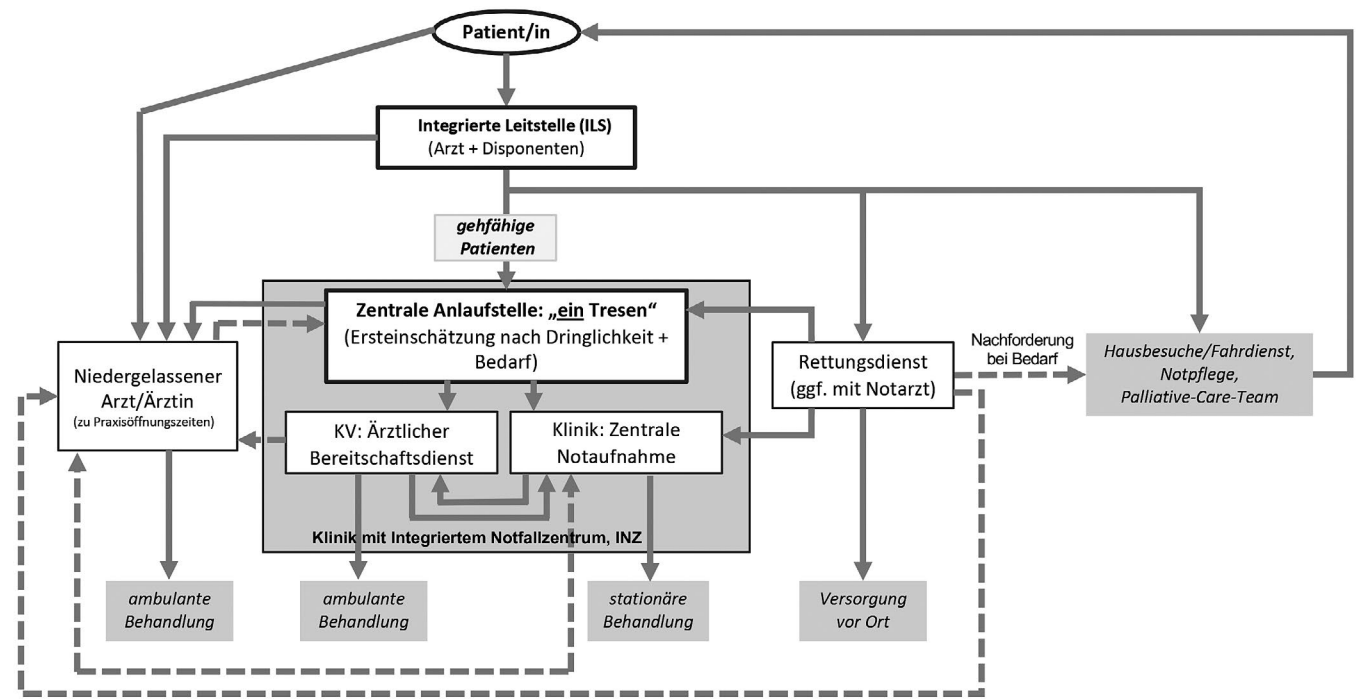 Patient/in
Integrierte Leitstelle (ILS)
(Arzt + Disponenten)
gehfähige
Patienten
Zentrale Anlaufstelle: „ein Tresen“
(Ersteinschätzung nach Dringlichkeit +
Bedarf)
Niedergelassener
Arzt/Ärztin
(zu Praxisöffnungszeiten)
KV: Ärztlicher
Bereitschaftsdienst
Klinik: Zentrale
Notaufnahme
Klinik mit Integriertem Notfallzentrum, INZ
Rettungsdienst
(ggf. mit Notarzt)
Nachforderung
bei Bedarf
Hausbesuche/Fahrdienst,
Notpflege,
Palliative-Care-Team
ambulante
Behandlung
ambulante
Behandlung
stationäre
Behandlung
Versorgung
vor Ort